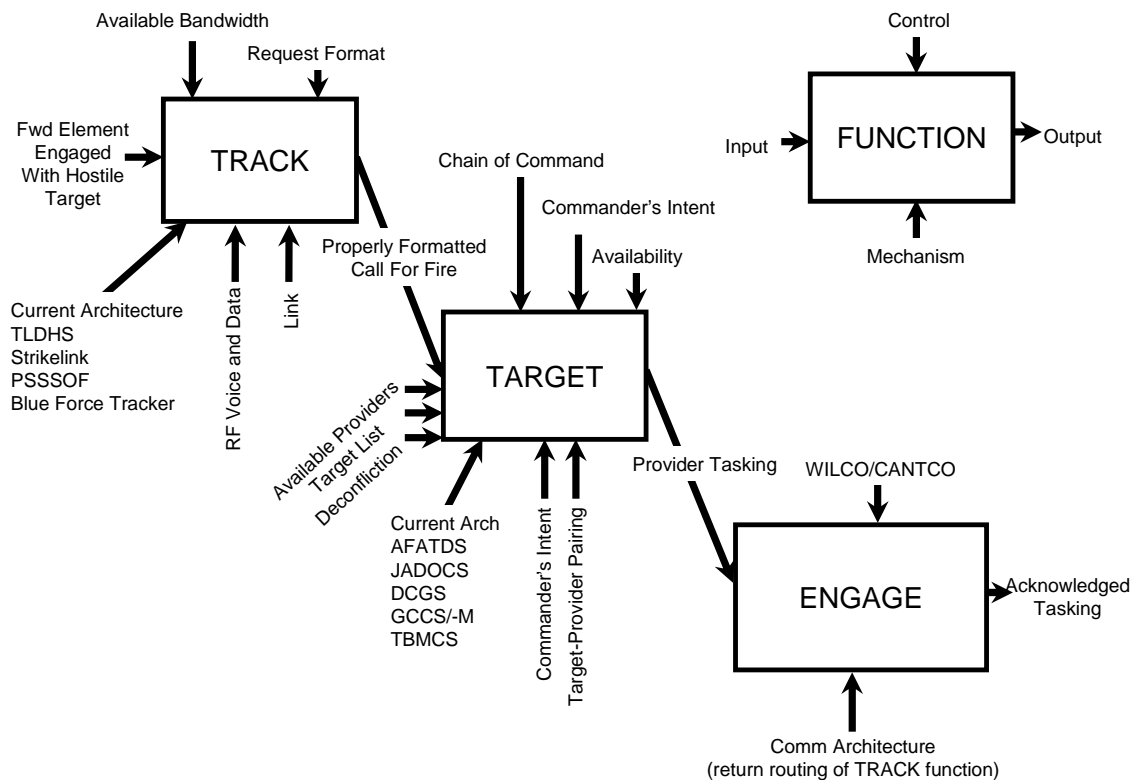 Available Bandwidth
Request Format
Fwd Element
Engaged
With Hostile
Target
TRACK
Current Architecture
TLDHS
Strikelink
PSSSOF
Blue Force Tracker
RF Voice and Data
Link
Properly Formatted
Call For Fire
Control
Input
FUNCTION
Output
Mechanism
Chain of Command
Commander's Intent
Availability
TARGET
Available Providers
Target List
Deconfliction
Current Arch
AFATDS
JADOCS
DCGS
GCCS/-M
TBMCS
Commander's Intent
Target-Provider Pairing
Provider Tasking
WILCO/CANTCO
ENGAGE
Acknowledged
Tasking
Comm Architecture
(return routing of TRACK function)